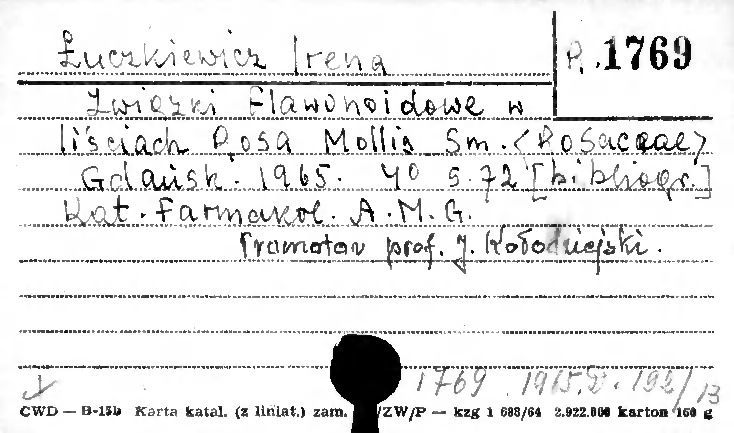 Łuczkiewicz Irena P. 1769
Związki Flawonoidowe w
liściach Rosa Mollis Sm. <Rosaceae>
Gdańsk. 1965. 4° s. 72 [bibliogr.]
Kat. Farmakol. A.M.G.
Promotor prof. J. Kołodziejski.
1769 1965.D. 192/13
CWD — B-15b Karta katal. (z liniat.) zam. /ZW/P — kzg 1 688/64 2.922.000 karton 160 g